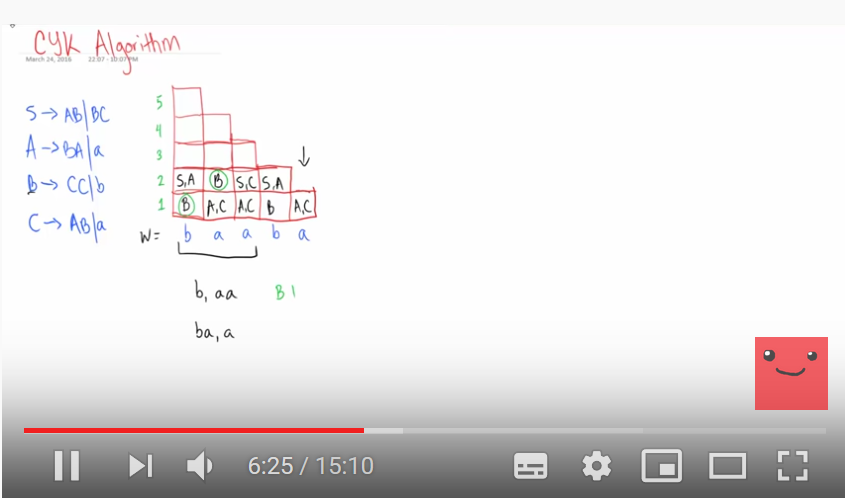 CYK Algorithm
March 24, 2016 22:07 - 10:07 PM
S → AB | BC
A → BA | a
B → CC | b
C → AB | a
5
4
3
2 S,A B S,C S,A
1 B A,C A,C B A,C
W = b a a b a
b, aa B
ba, a
6:25 / 15:10